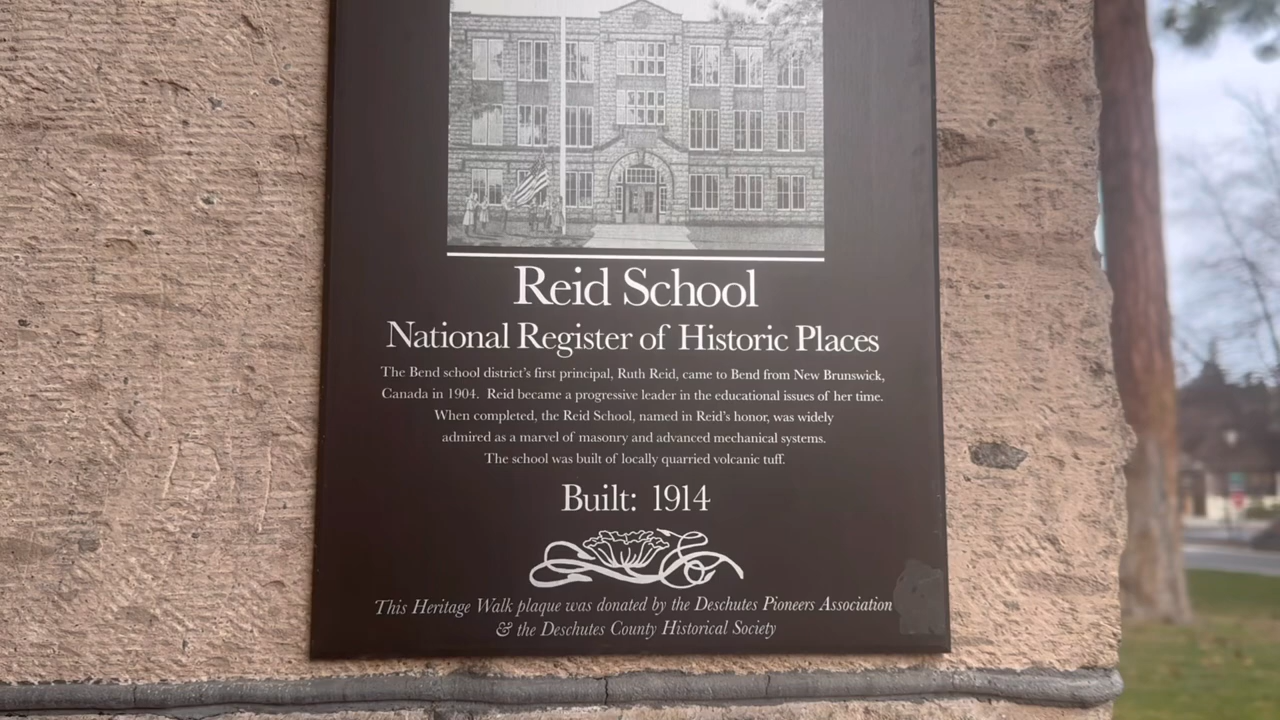 Reid School
National Register of Historic Places
The Bend school district's first principal, Ruth Reid, came to Bend from New Brunswick,
Canada in 1904. Reid became a progressive leader in the educational issues of her time.
When completed, the Reid School, named in Reid's honor, was widely
admired as a marvel of masonry and advanced mechanical systems.
The school was built of locally quarried volcanic tuff.
Built: 1914
This Heritage Walk plaque was donated by the Deschutes Pioneers Association
& the Deschutes County Historical Society